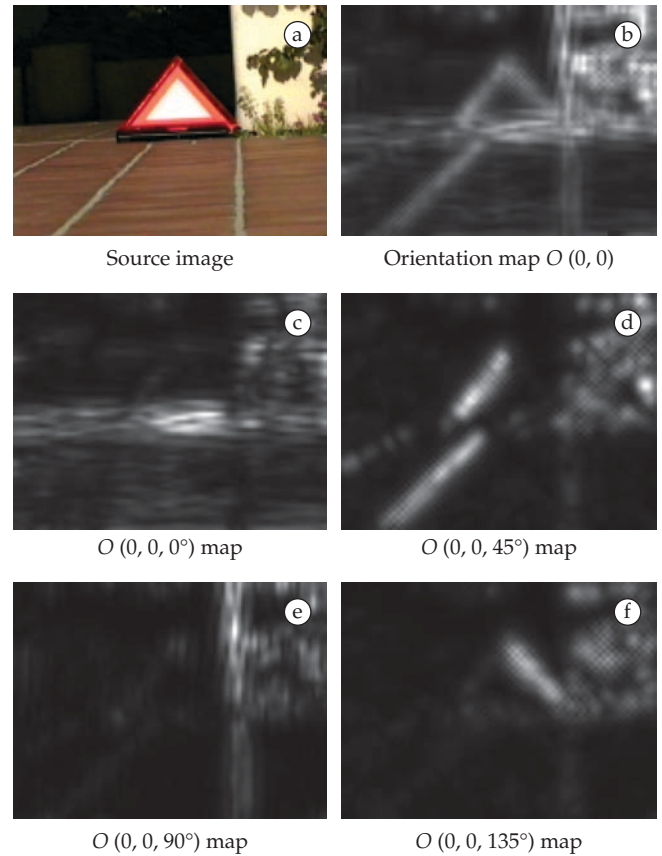 a
b
Source image
Orientation map O (0, 0)
c
d
O (0, 0, 0°) map
O (0, 0, 45°) map
e
f
O (0, 0, 90°) map
O (0, 0, 135°) map